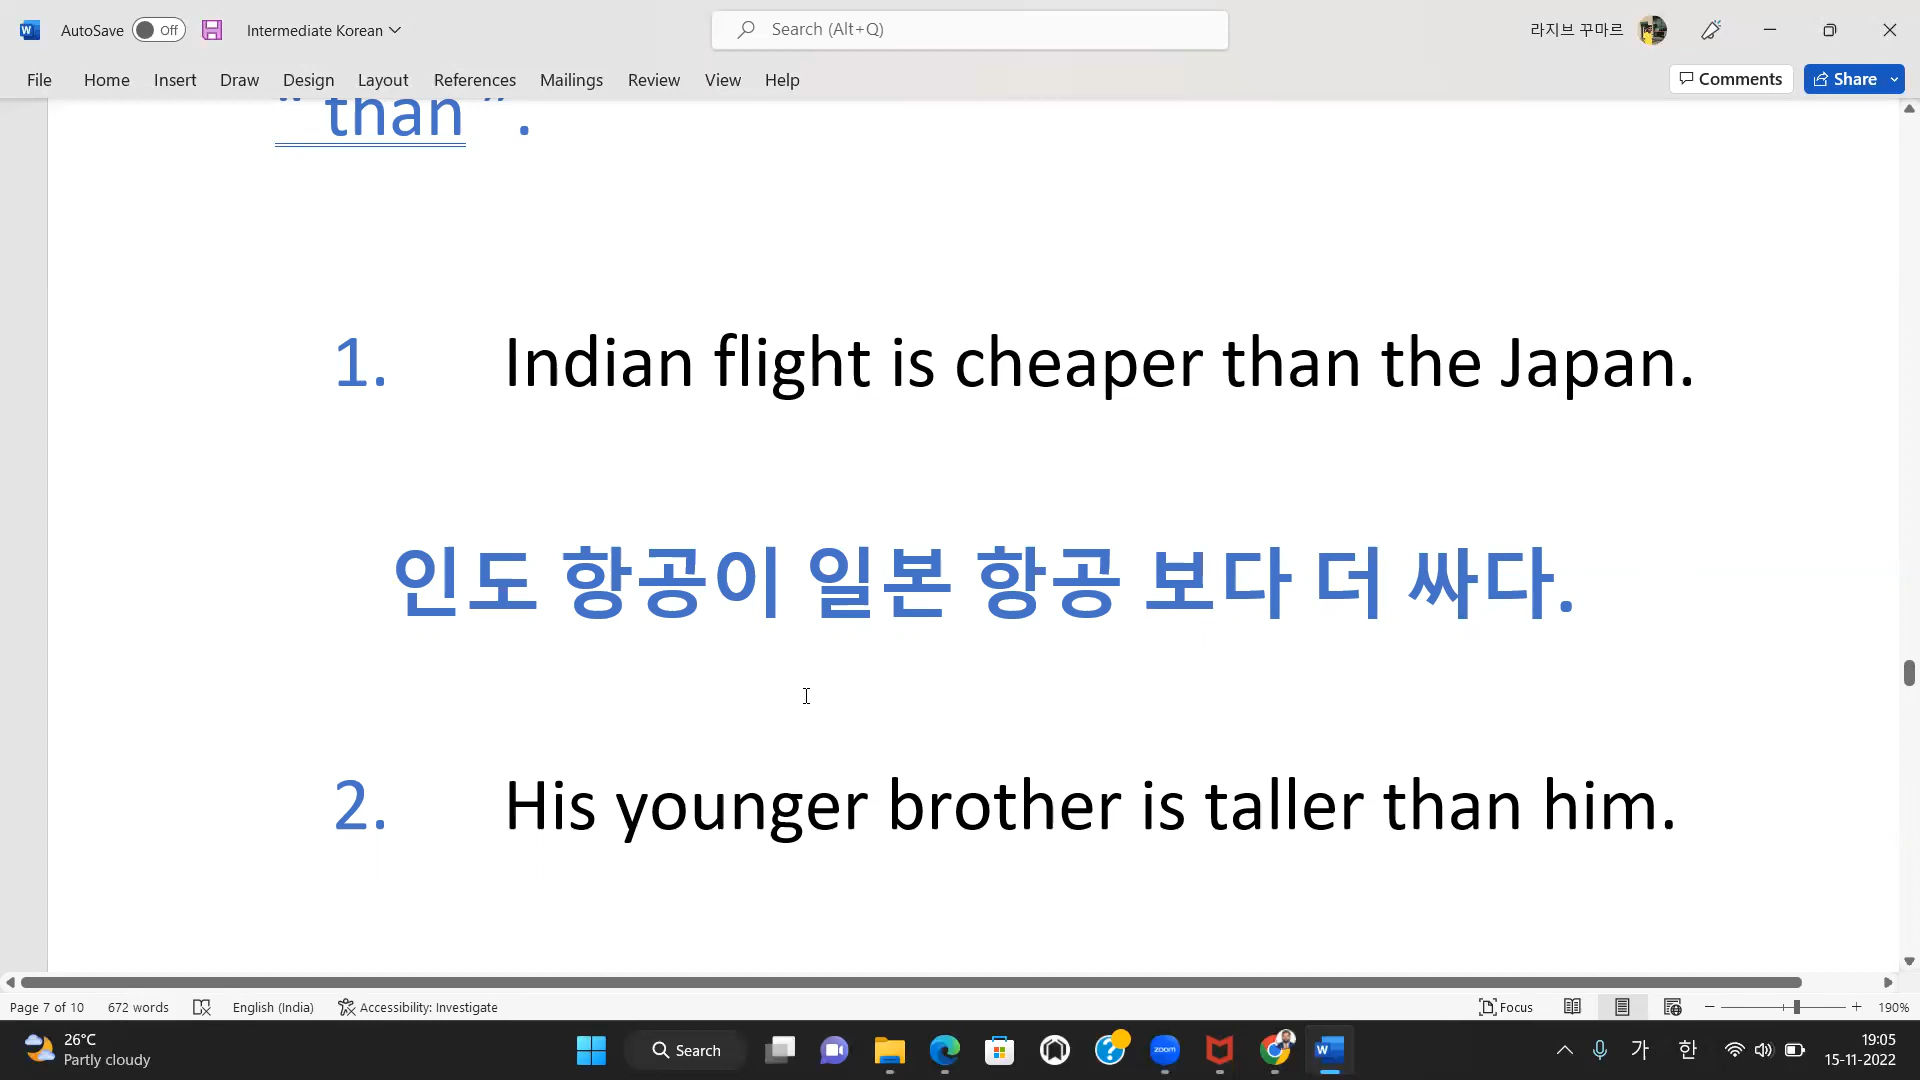 AutoSave Off Intermediate Korean Search (Alt+Q) 라지브 꾸마르
File Home Insert Draw Design Layout References Mailings Review View Help Comments Share
“ than ”.
1. Indian flight is cheaper than the Japan.
인도 항공이 일본 항공 보다 더 싸다.
2. His younger brother is taller than him.
Page 7 of 10 672 words English (India) Accessibility: Investigate Focus 190%
26°C
Partly cloudy
Search
zoom
가 한
19:05
15-11-2022